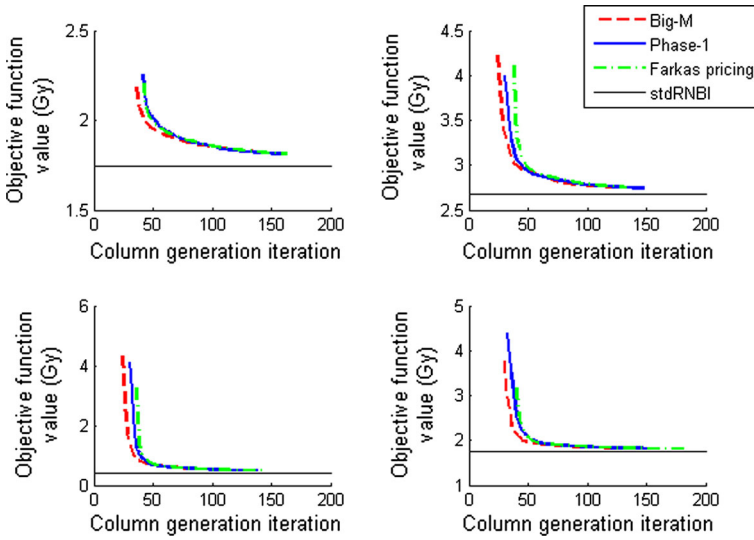 Objective function
value (Gy)
2.5
2
1.5
0
50
100
150
200
Column generation iteration
Objective function
value (Gy)
4.5
4
3.5
3
2.5
0
50
100
150
200
Column generation iteration
Big-M
Phase-1
Farkas pricing
stdRNBI
Objective function
value (Gy)
6
4
2
0
0
50
100
150
200
Column generation iteration
Objective function
value (Gy)
5
4
3
2
1
0
50
100
150
200
Column generation iteration